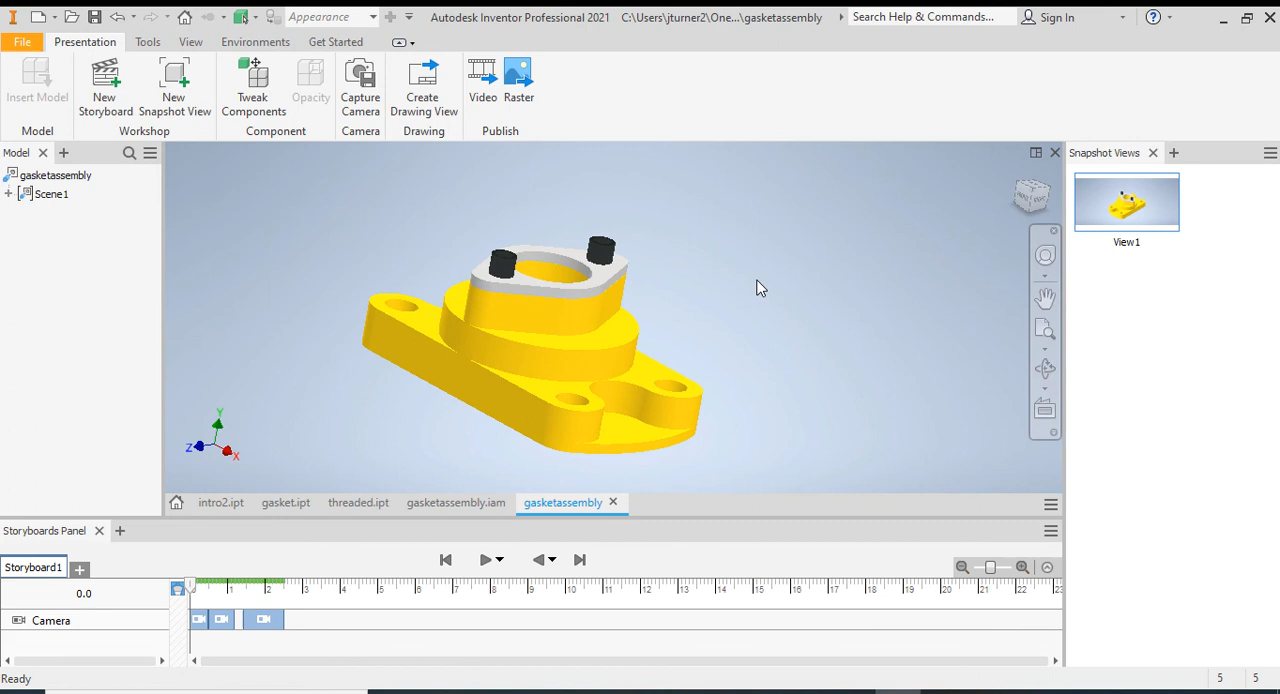 Appearance
Autodesk Inventor Professional 2021 C:\Users\jturner2\One...\gasketassembly
Search Help & Commands...
Sign In
File Presentation Tools View Environments Get Started
Insert Model
Model
New Storyboard
New Snapshot View
Workshop
Tweak Components
Opacity
Component
Capture Camera
Camera
Create Drawing View
Drawing
Video
Raster
Publish
Model
gasketassembly
Scene1
Y
Z
X
Snapshot Views
View1
intro2.ipt gasket.ipt threaded.ipt gasketassembly.iam gasketassembly
Storyboards Panel
Storyboard1
0.0
1 2 3 4 5 6 7 8 9 10 11 12 13 14 15 16 17 18 19 20 21 22 23
Camera
Ready
5 5